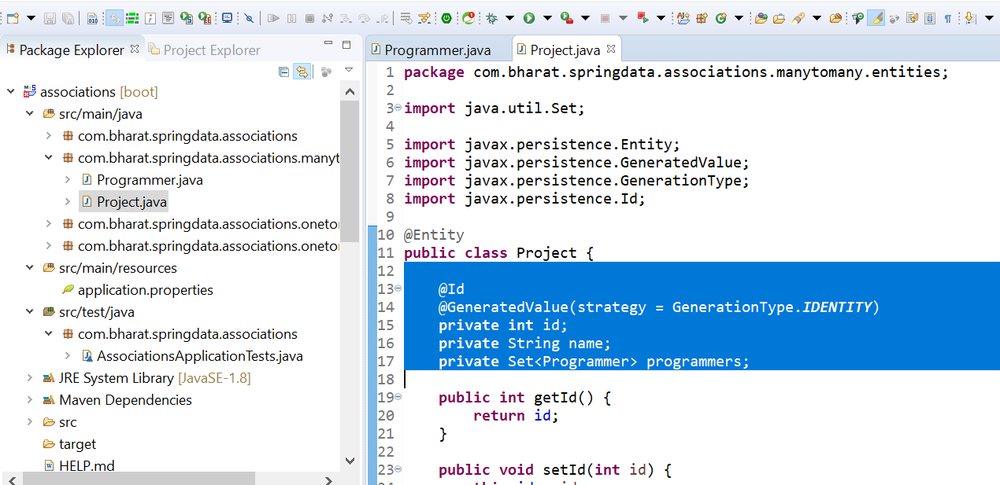 Package Explorer
Project Explorer
associations [boot]
src/main/java
com.bharat.springdata.associations
com.bharat.springdata.associations.manyt
Programmer.java
Project.java
com.bharat.springdata.associations.oneto
com.bharat.springdata.associations.oneto
src/main/resources
application.properties
src/test/java
com.bharat.springdata.associations
AssociationsApplicationTests.java
JRE System Library [JavaSE-1.8]
Maven Dependencies
src
target
HELP.md
Programmer.java
Project.java
1 package com.bharat.springdata.associations.manytomany.entities;
2
3 import java.util.Set;
4
5 import javax.persistence.Entity;
6 import javax.persistence.GeneratedValue;
7 import javax.persistence.GenerationType;
8 import javax.persistence.Id;
9
10 @Entity
11 public class Project {
12
13 @Id
14 @GeneratedValue(strategy = GenerationType.IDENTITY)
15 private int id;
16 private String name;
17 private Set<Programmer> programmers;
18
19 public int getId() {
20 return id;
21 }
22
23 public void setId(int id) {